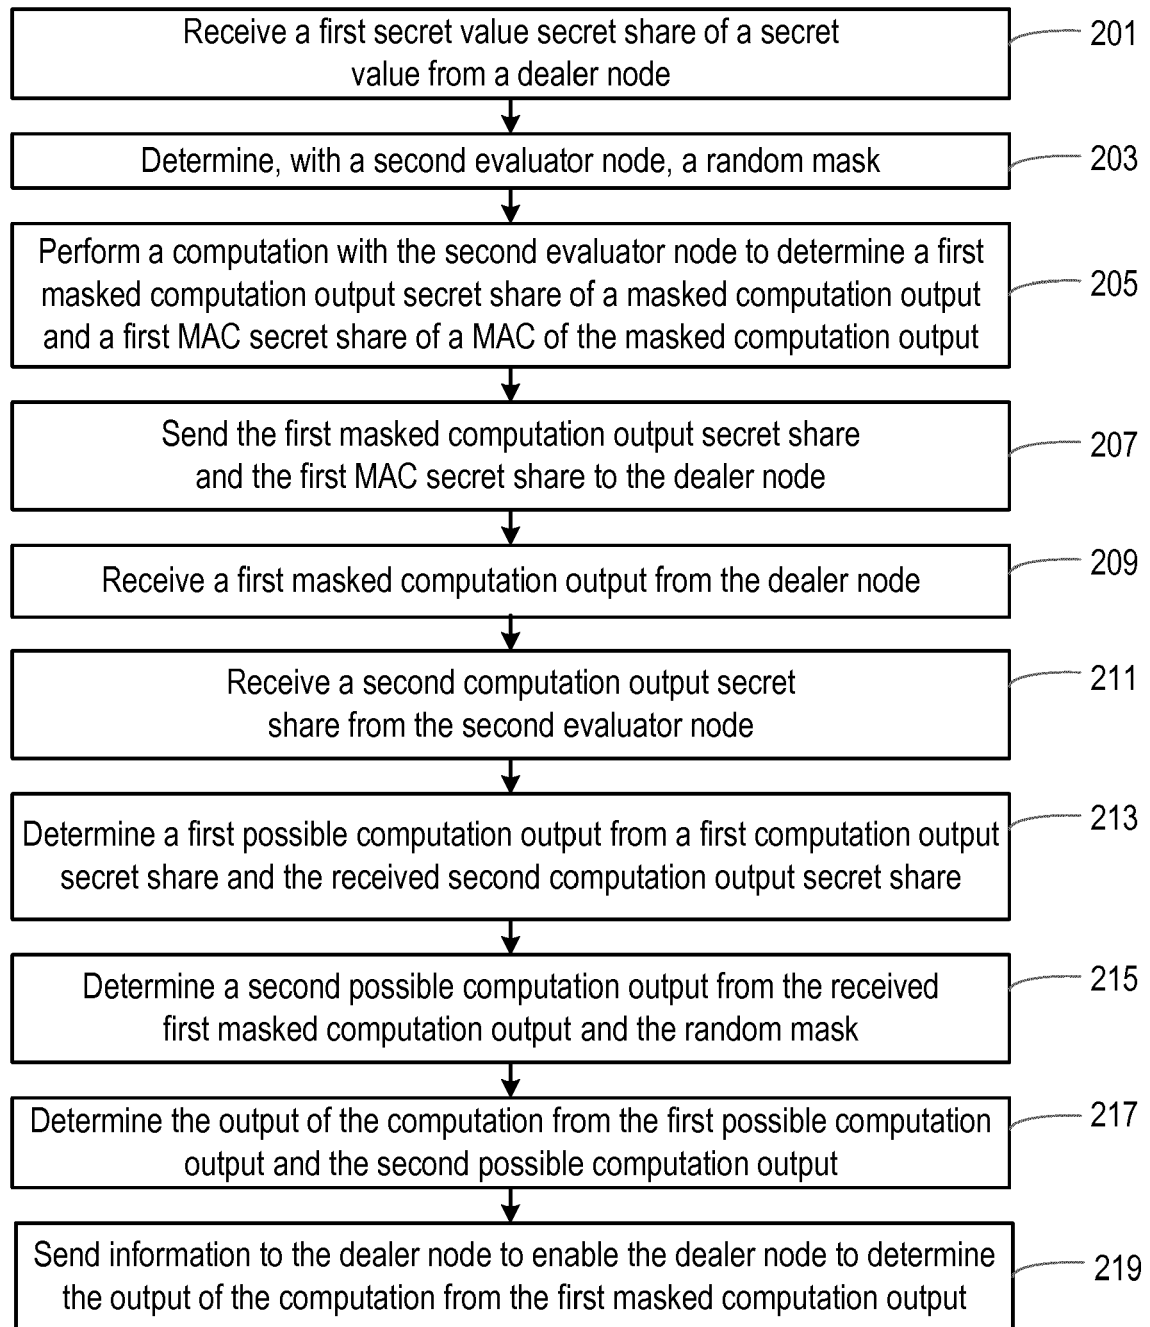 Receive a first secret value secret share of a secret
value from a dealer node
201
Determine, with a second evaluator node, a random mask
203
Perform a computation with the second evaluator node to determine a first
masked computation output secret share of a masked computation output
and a first MAC secret share of a MAC of the masked computation output
205
Send the first masked computation output secret share
and the first MAC secret share to the dealer node
207
Receive a first masked computation output from the dealer node
209
Receive a second computation output secret
share from the second evaluator node
211
Determine a first possible computation output from a first computation output
secret share and the received second computation output secret share
213
Determine a second possible computation output from the received
first masked computation output and the random mask
215
Determine the output of the computation from the first possible computation
output and the second possible computation output
217
Send information to the dealer node to enable the dealer node to determine
the output of the computation from the first masked computation output
219